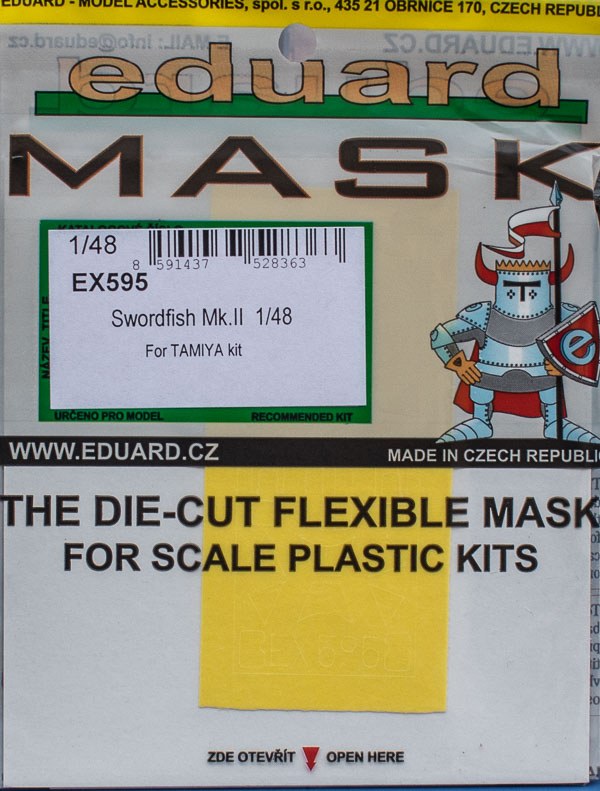 EDUARD - MODEL ACCESSORIES, spol. s r.o., 435 21 OBRNICE 170, CZECH REPUBL
WWW.EDUARD.CZ
E-MAIL: info@eduard.cz
eduard
MASK
1/48
8 591437 528363
EX595
Swordfish Mk.II 1/48
For TAMIYA kit
NÁZEV TITLE
URČENO PRO MODEL
RECOMMENDED KIT
e
WWW.EDUARD.CZ
MADE IN CZECH REPUBLIC
THE DIE-CUT FLEXIBLE MASK
FOR SCALE PLASTIC KITS
ZDE OTEVŘÍT
OPEN HERE